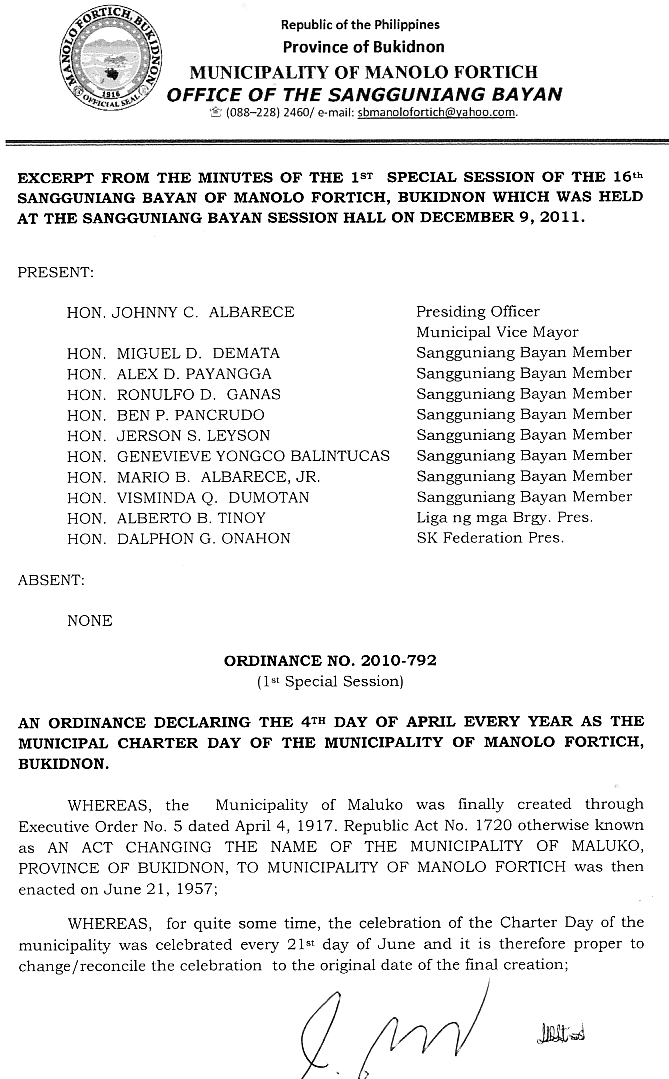 MANOLO FORTICH, BUKIDNON
1916
OFFICIAL SEAL
Republic of the Philippines
Province of Bukidnon
MUNICIPALITY OF MANOLO FORTICH
OFFICE OF THE SANGGUNIANG BAYAN
☏ (088–228) 2460/ e-mail: sbmanolofortich@yahoo.com.
EXCERPT FROM THE MINUTES OF THE 1ST SPECIAL SESSION OF THE 16th
SANGGUNIANG BAYAN OF MANOLO FORTICH, BUKIDNON WHICH WAS HELD
AT THE SANGGUNIANG BAYAN SESSION HALL ON DECEMBER 9, 2011.
PRESENT:
HON. JOHNNY C. ALBARECE Presiding Officer
Municipal Vice Mayor
HON. MIGUEL D. DEMATA Sangguniang Bayan Member
HON. ALEX D. PAYANGGA Sangguniang Bayan Member
HON. RONULFO D. GANAS Sangguniang Bayan Member
HON. BEN P. PANCRUDO Sangguniang Bayan Member
HON. JERSON S. LEYSON Sangguniang Bayan Member
HON. GENEVIEVE YONGCO BALINTUCAS Sangguniang Bayan Member
HON. MARIO B. ALBARECE, JR. Sangguniang Bayan Member
HON. VISMINDA Q. DUMOTAN Sangguniang Bayan Member
HON. ALBERTO B. TINOY Liga ng mga Brgy. Pres.
HON. DALPHON G. ONAHON SK Federation Pres.
ABSENT:
NONE
ORDINANCE NO. 2010-792
(1st Special Session)
AN ORDINANCE DECLARING THE 4TH DAY OF APRIL EVERY YEAR AS THE
MUNICIPAL CHARTER DAY OF THE MUNICIPALITY OF MANOLO FORTICH,
BUKIDNON.
WHEREAS, the Municipality of Maluko was finally created through
Executive Order No. 5 dated April 4, 1917. Republic Act No. 1720 otherwise known
as AN ACT CHANGING THE NAME OF THE MUNICIPALITY OF MALUKO,
PROVINCE OF BUKIDNON, TO MUNICIPALITY OF MANOLO FORTICH was then
enacted on June 21, 1957;
WHEREAS, for quite some time, the celebration of the Charter Day of the
municipality was celebrated every 21st day of June and it is therefore proper to
change/reconcile the celebration to the original date of the final creation;